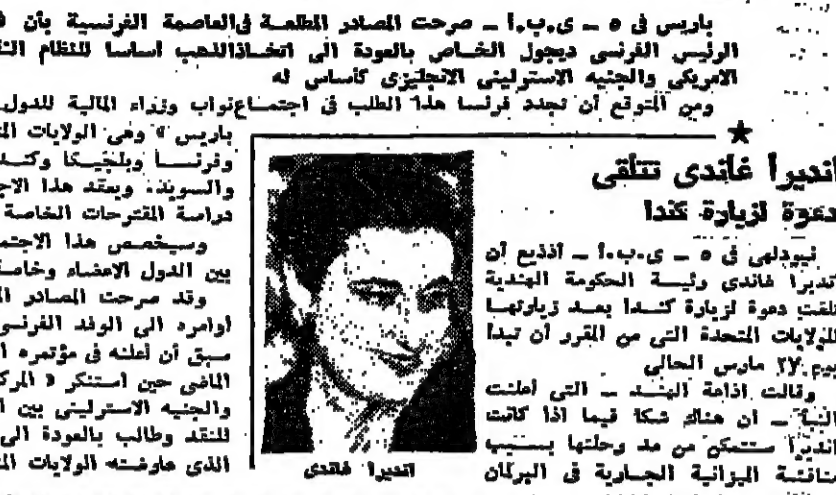 باريس فى ٥ ـ ى.ب.أ ـ صرحت المصادر المطلعة فى العاصمة الفرنسية بأن
الرئيس الفرنسى ديجول الخاص بالعودة الى اتخاذ الذهب اساسا للنظام
الامريكى والجنيه الاسترلينى الانجليزى كأساس له
ومن المتوقع أن تجدد فرنسا هذا الطلب فى اجتماع نواب وزراء المالية للدول
باريس » وهى الولايات
وفرنسا وبلجيكا وكندا
والسويد. ويعقد هذا
دراسة المقترحات الخاصة
وسيخصص هذا
بين الدول الاعضاء وخاصة
وقد صرحت المصادر
أوامره الى الوفد الفرنسى
سبق أن أعلنه فى مؤتمره
الماضى حين استنكر «
والجنيه الاسترلينى بين
للنقد وطالب بالعودة الى
الذى عارضته الولايات
انديرا غاندى تتلقى
دعوة لزيارة كندا
نيودلهى فى ٥ ـ ى.ب.أ ـ اذيع أن
انديرا غاندى رئيسة الحكومة الهندية
تلقت دعوة لزيارة كندا بعد زيارتها
للولايات المتحدة التى من المقرر أن تبدأ
يوم ٢٧ مارس الحالى
وقالت اذاعة الهند ـ التى أعلنت
النبأ ـ ان هناك شكا فيما اذا كانت
انديرا ستتمكن من مد رحلتها بسبب
مناقشة الميزانية الجارية فى البرلمان
انديرا غاندى